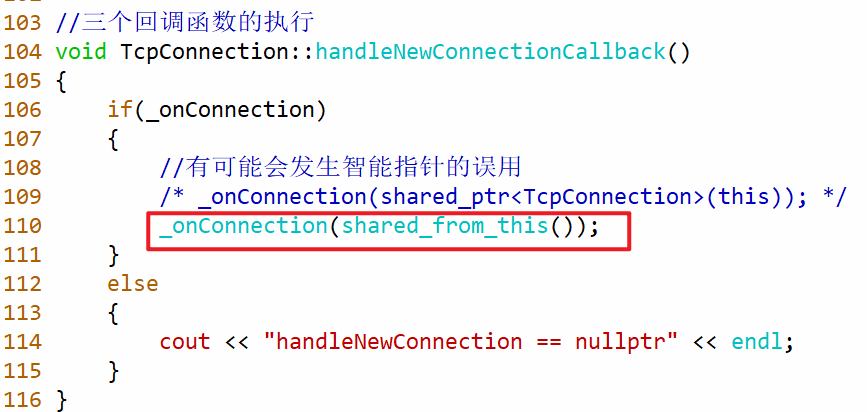 103 //三个回调函数的执行
104 void TcpConnection::handleNewConnectionCallback()
105 {
106     if(_onConnection)
107     {
108         //有可能会发生智能指针的误用
109         /* _onConnection(shared_ptr<TcpConnection>(this)); */
110         _onConnection(shared_from_this());
111     }
112     else
113     {
114         cout << "handleNewConnection == nullptr" << endl;
115     }
116 }